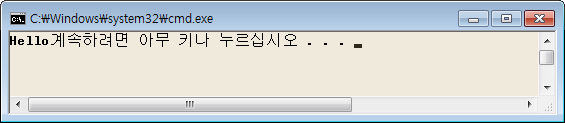 C:₩Windows₩system32₩cmd.exe
Hello계속하려면 아무 키나 누르십시오 . . .